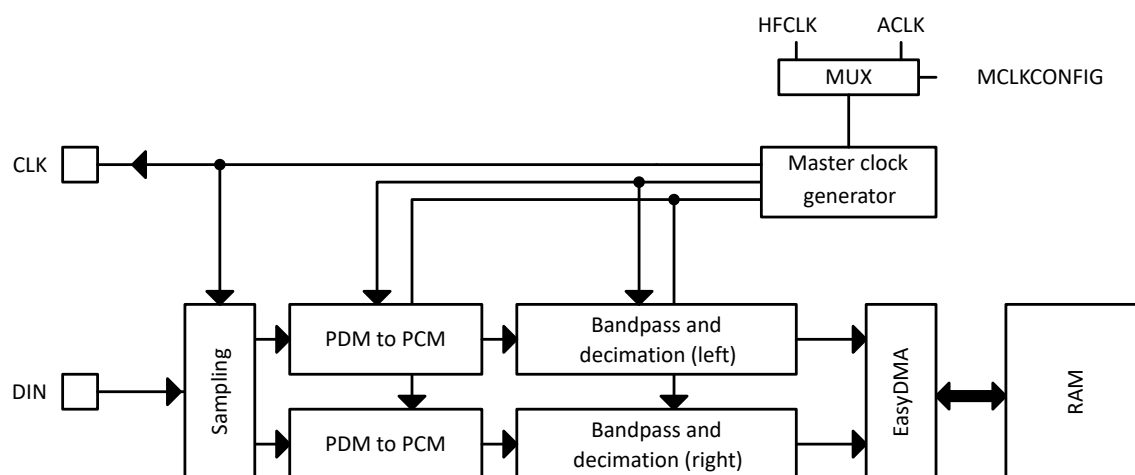 HFCLK
ACLK
MUX
MCLKCONFIG
CLK
Master clock
generator
Sampling
PDM to PCM
Bandpass and
decimation (left)
EasyDMA
RAM
DIN
PDM to PCM
Bandpass and
decimation (right)